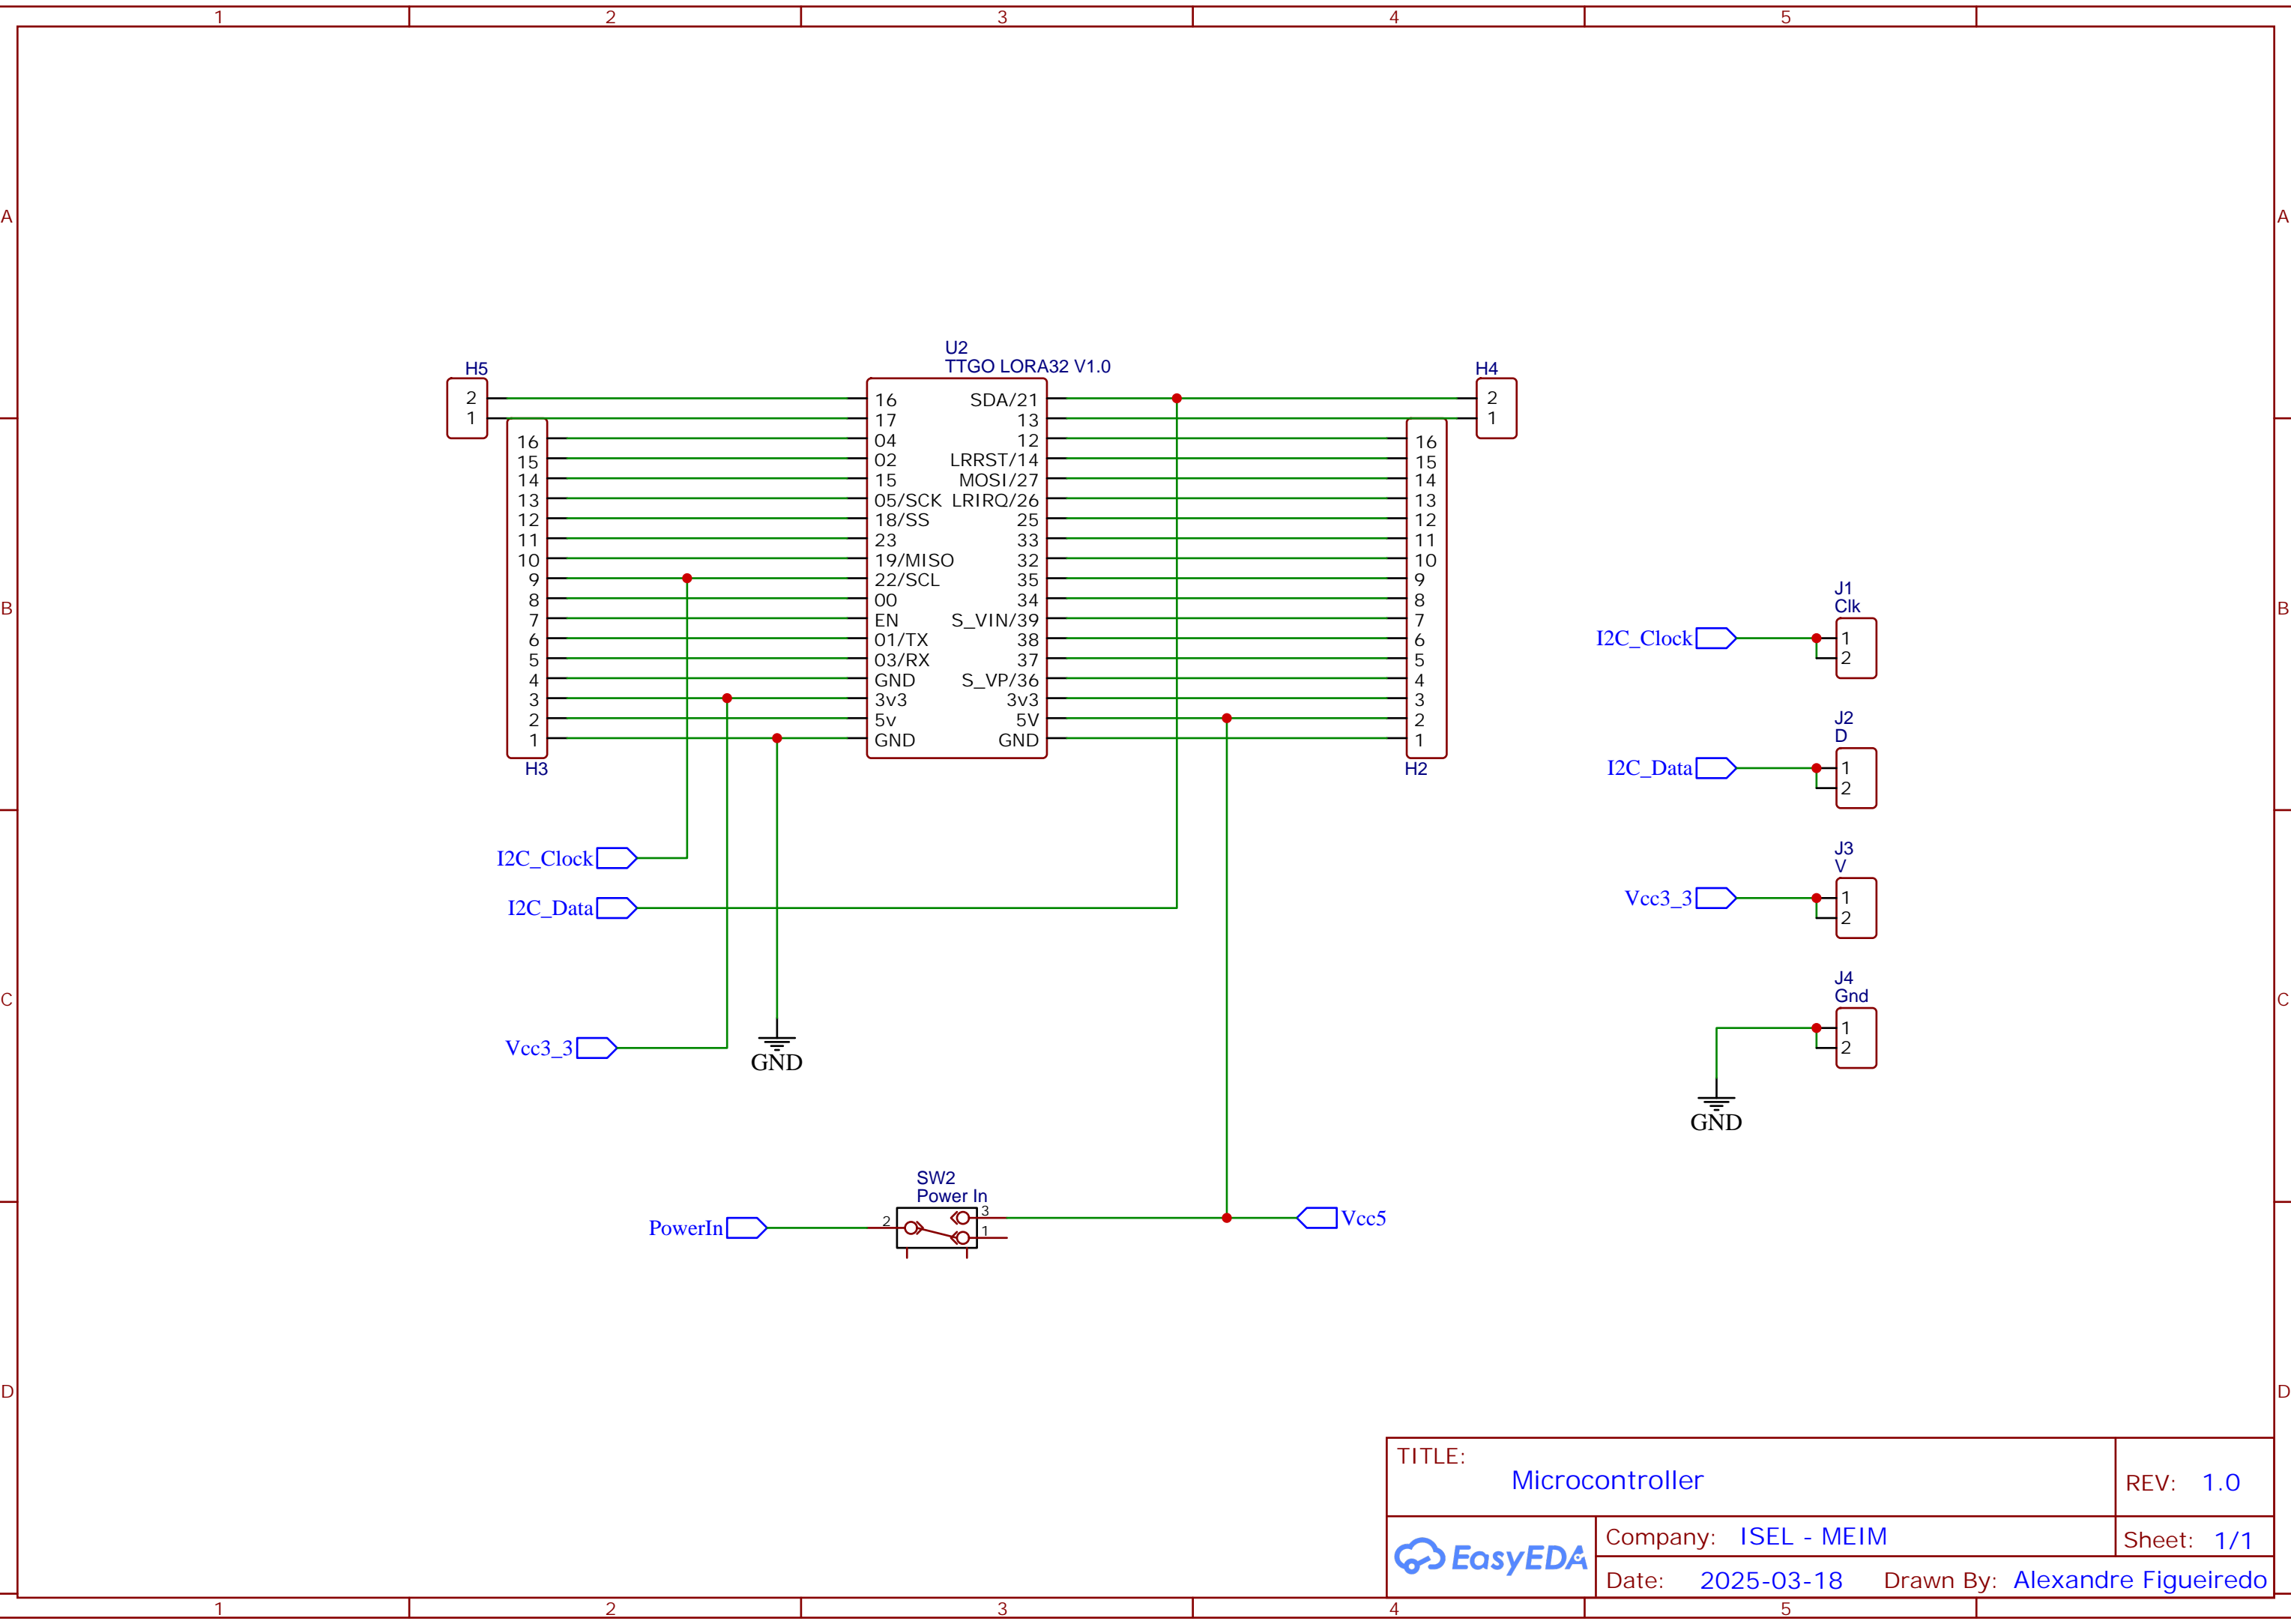 1 2 3 4 5
A A
U2
TTGO LORA32 V1.0
H5 H4
2 16 SDA/21 2
1 17 13 1
16 04 12 16
15 02 LRRST/14 15
14 15 MOSI/27 14
13 05/SCK LRIRQ/26 13
12 18/SS 25 12
11 23 33 11
10 19/MISO 32 10
9 22/SCL 35 9
8 00 34 8
7 EN S_VIN/39 7
6 01/TX 38 6
5 03/RX 37 5
4 GND S_VP/36 4
3 3v3 3v3 3
2 5v 5V 2
1 GND GND 1
H3 H2
B B
J1
Clk
I2C_Clock 1
2
J2
D
I2C_Data 1
2
I2C_Clock
I2C_Data
J3
V
Vcc3_3 1
2
C C
J4
Gnd
1
2
Vcc3_3
GND
GND
SW2
Power In
PowerIn 2 3 Vcc5
1
D D
TITLE:
Microcontroller
REV: 1.0
EasyEDA
Company: ISEL - MEIM
Sheet: 1/1
Date: 2025-03-18 Drawn By: Alexandre Figueiredo
1 2 3 4 5